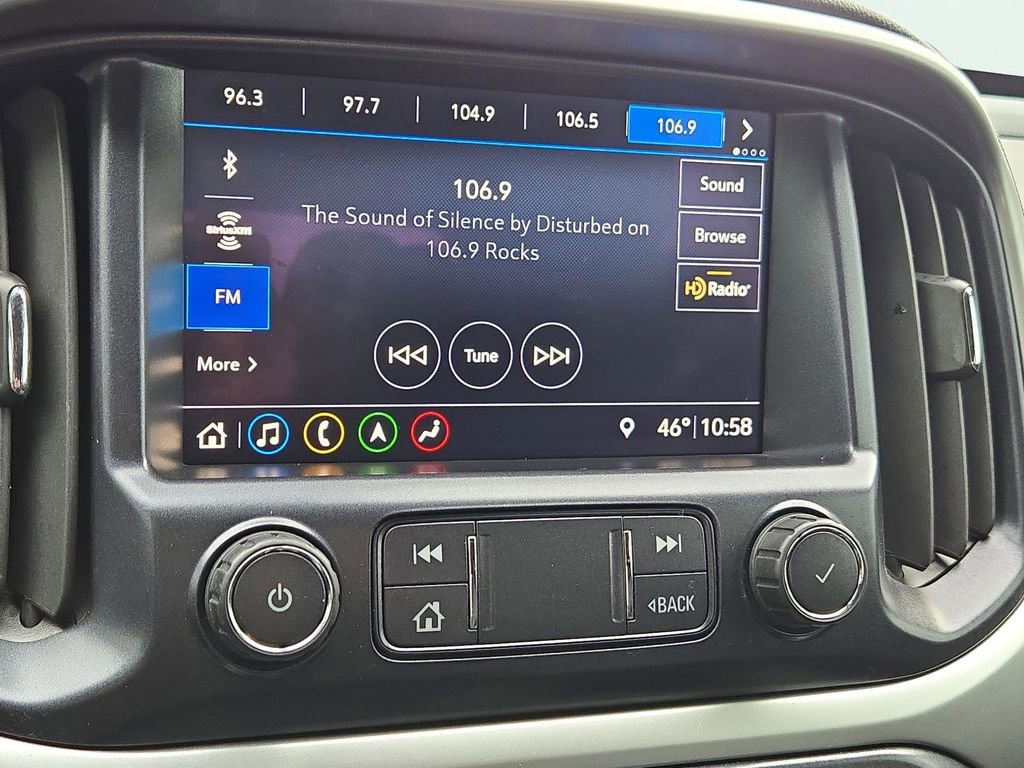 96.3 97.7 104.9 106.5 106.9
106.9
The Sound of Silence by Disturbed on
106.9 Rocks
SiriusXM
FM
More
Sound
Browse
HD Radio
Tune
46° 10:58
BACK